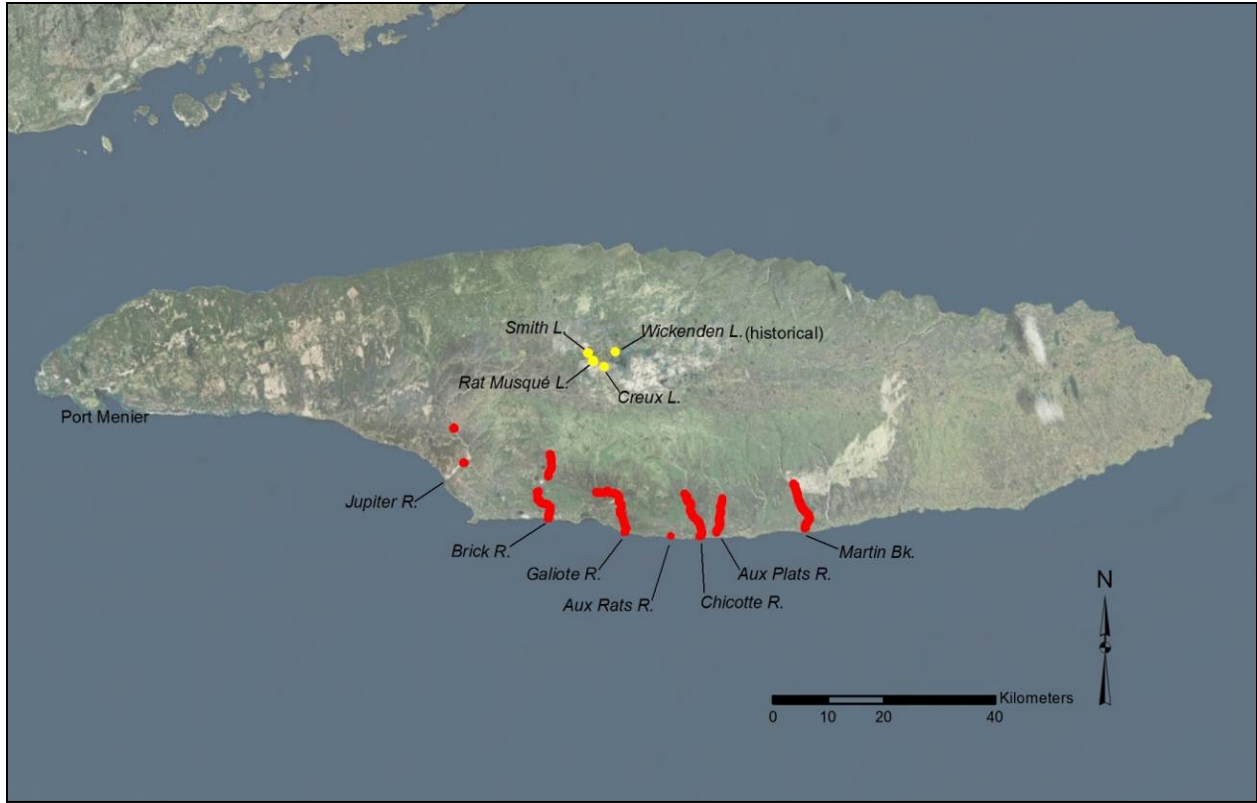 Smith L.
Wickenden L. (historical)
Rat Musqué L.
Creux L.
Port Menier
Jupiter R.
Brick R.
Martin Bk.
Galiote R.
Aux Plats R.
Aux Rats R.
Chicotte R.
N
Kilometers
0 10 20 40